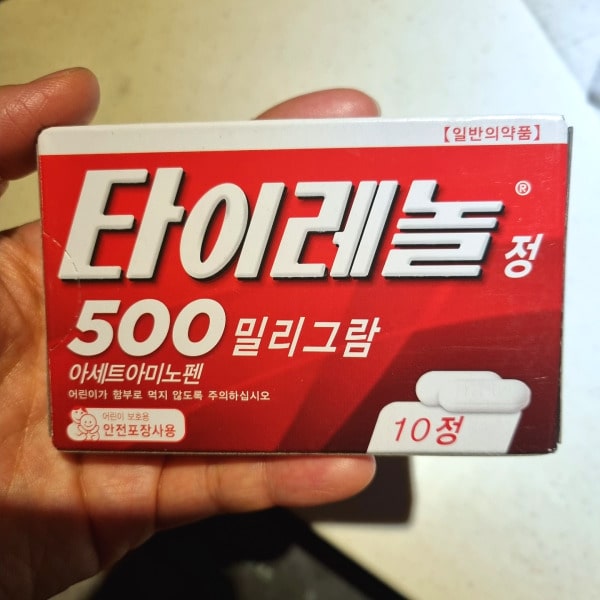 【일반의약품】
타이레놀® 정
500 밀리그람
아세트아미노펜
어린이가 함부로 먹지 않도록 주의하십시오
어린이 보호용
안전포장사용
10정